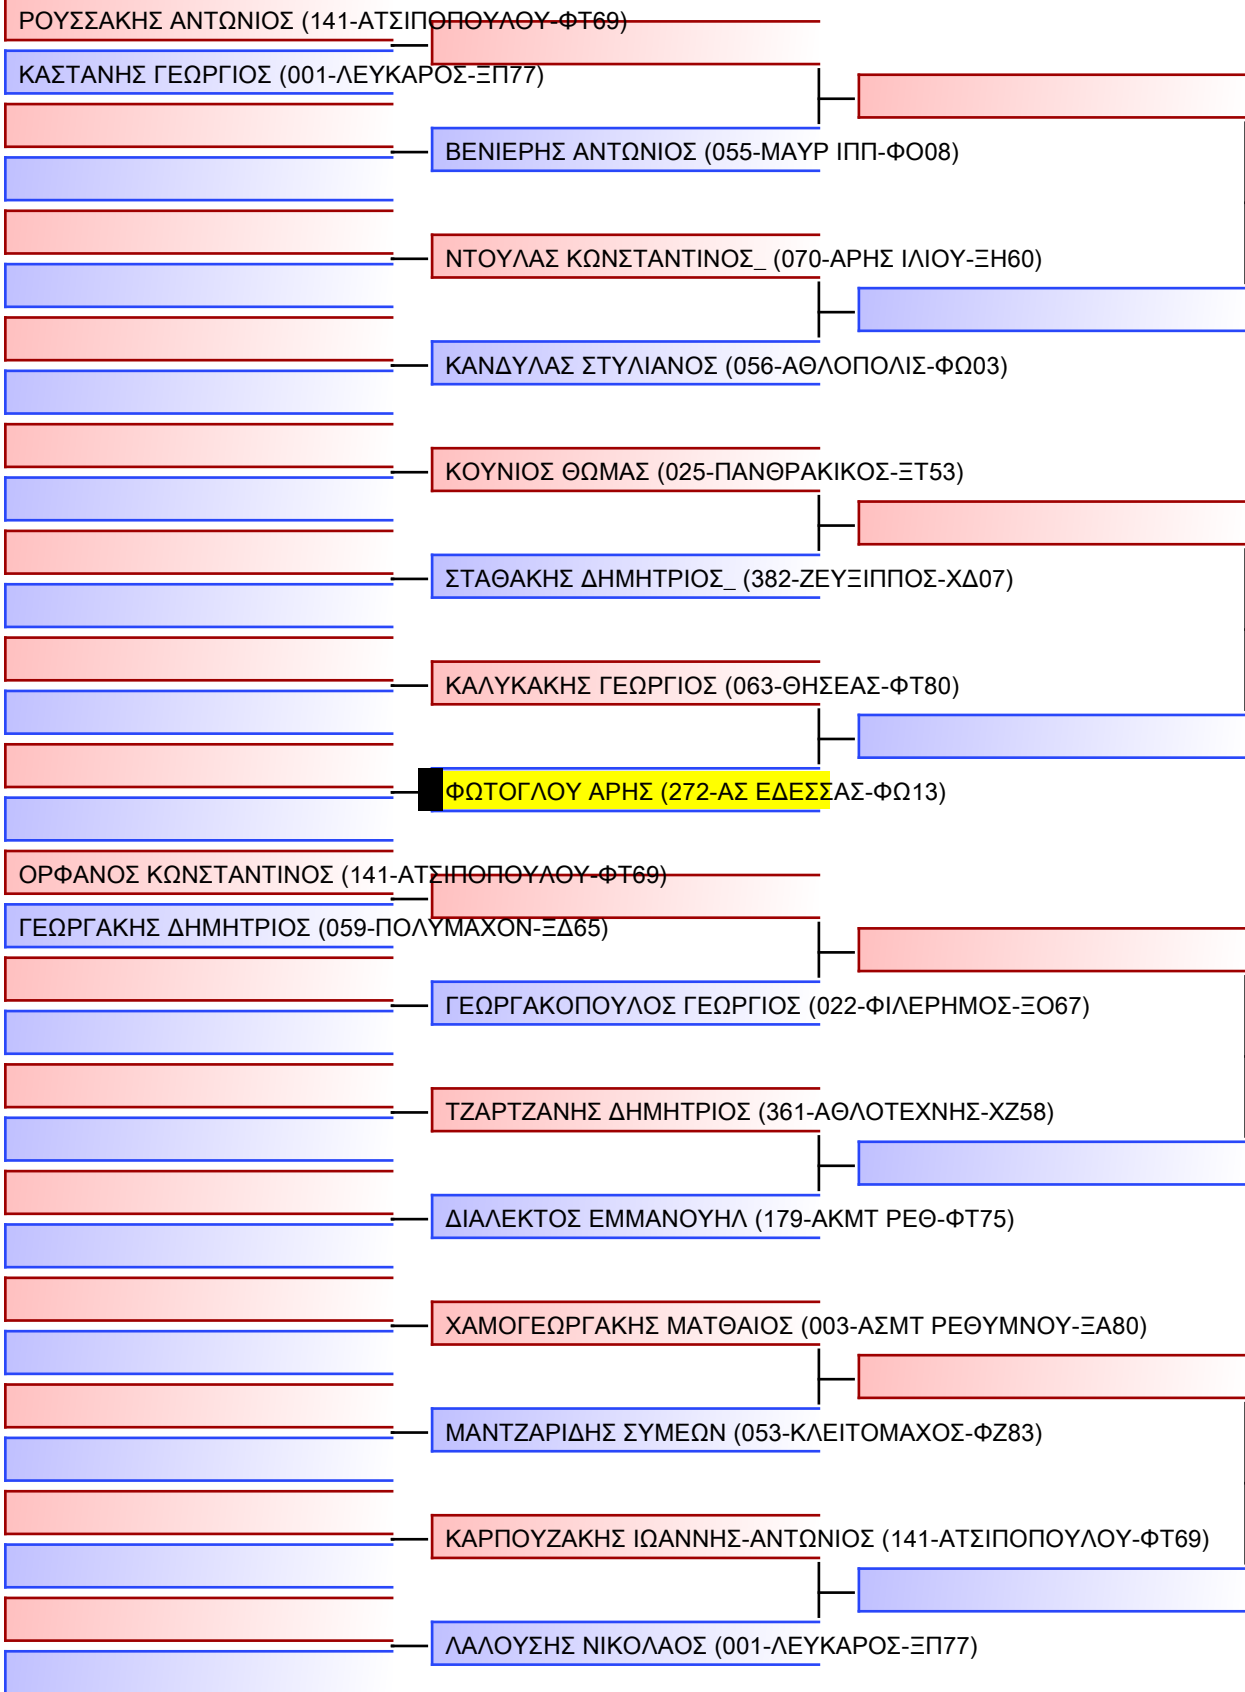 ΡΟΥΣΣΑΚΗΣ ΑΝΤΩΝΙΟΣ (141-ΑΤΣΙΠΟΠΟΥΛΟΥ-ΦΤ69)
ΚΑΣΤΑΝΗΣ ΓΕΩΡΓΙΟΣ (001-ΛΕΥΚΑΡΟΣ-ΞΠ77)
ΒΕΝΙΕΡΗΣ ΑΝΤΩΝΙΟΣ (055-ΜΑΥΡ ΙΠΠ-ΦΟ08)
ΝΤΟΥΛΑΣ ΚΩΝΣΤΑΝΤΙΝΟΣ_ (070-ΑΡΗΣ ΙΛΙΟΥ-ΞΗ60)
ΚΑΝΔΥΛΑΣ ΣΤΥΛΙΑΝΟΣ (056-ΑΘΛΟΠΟΛΙΣ-ΦΩ03)
ΚΟΥΝΙΟΣ ΘΩΜΑΣ (025-ΠΑΝΘΡΑΚΙΚΟΣ-ΞΤ53)
ΣΤΑΘΑΚΗΣ ΔΗΜΗΤΡΙΟΣ_ (382-ΖΕΥΞΙΠΠΟΣ-ΧΔ07)
ΚΑΛΥΚΑΚΗΣ ΓΕΩΡΓΙΟΣ (063-ΘΗΣΕΑΣ-ΦΤ80)
ΦΩΤΟΓΛΟΥ ΑΡΗΣ (272-ΑΣ ΕΔΕΣΣΑΣ-ΦΩ13)
ΟΡΦΑΝΟΣ ΚΩΝΣΤΑΝΤΙΝΟΣ (141-ΑΤΣΙΠΟΠΟΥΛΟΥ-ΦΤ69)
ΓΕΩΡΓΑΚΗΣ ΔΗΜΗΤΡΙΟΣ (059-ΠΟΛΥΜΑΧΟΝ-ΞΔ65)
ΓΕΩΡΓΑΚΟΠΟΥΛΟΣ ΓΕΩΡΓΙΟΣ (022-ΦΙΛΕΡΗΜΟΣ-ΞΟ67)
ΤΖΑΡΤΖΑΝΗΣ ΔΗΜΗΤΡΙΟΣ (361-ΑΘΛΟΤΕΧΝΗΣ-ΧΖ58)
ΔΙΑΛΕΚΤΟΣ ΕΜΜΑΝΟΥΗΛ (179-ΑΚΜΤ ΡΕΘ-ΦΤ75)
ΧΑΜΟΓΕΩΡΓΑΚΗΣ ΜΑΤΘΑΙΟΣ (003-ΑΣΜΤ ΡΕΘΥΜΝΟΥ-ΞΑ80)
ΜΑΝΤΖΑΡΙΔΗΣ ΣΥΜΕΩΝ (053-ΚΛΕΙΤΟΜΑΧΟΣ-ΦΖ83)
ΚΑΡΠΟΥΖΑΚΗΣ ΙΩΑΝΝΗΣ-ΑΝΤΩΝΙΟΣ (141-ΑΤΣΙΠΟΠΟΥΛΟΥ-ΦΤ69)
ΛΑΛΟΥΣΗΣ ΝΙΚΟΛΑΟΣ (001-ΛΕΥΚΑΡΟΣ-ΞΠ77)